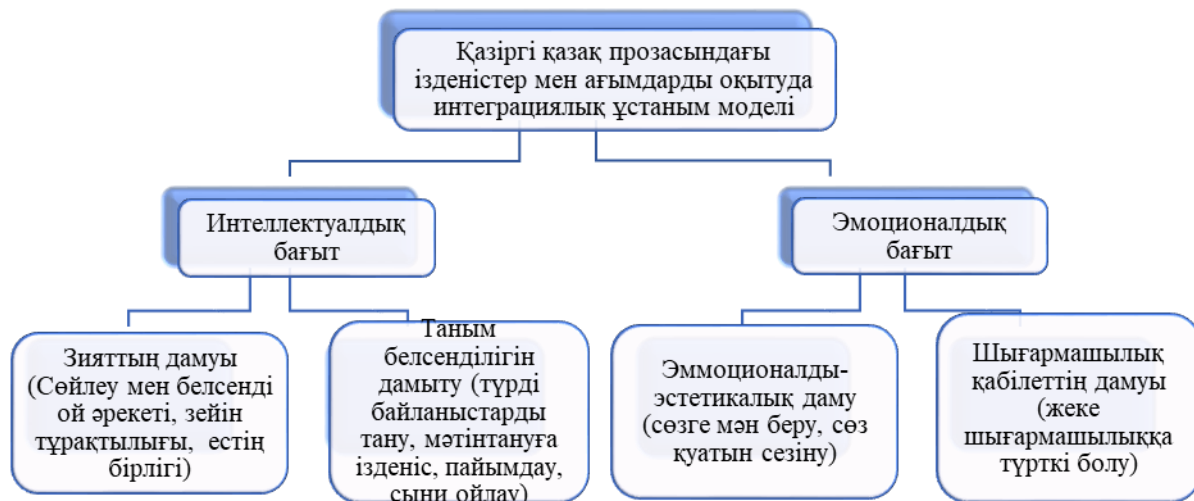 Қазіргі қазақ прозасындағы
ізденістер мен ағымдарды оқытуда
интеграциялық ұстаным моделі
Интеллектуалдық
бағыт
Эмоционалдық
бағыт
Зияттың дамуы
(Сөйлеу мен белсенді
ой әрекеті, зейін
тұрақтылығы, естің
бірлігі)
Таным
белсенділігін
дамыту (түрді
байланыстарды
тану, мәтінтануға
ізденіс, пайымдау,
сыни ойлау)
Эммоционалды-
эстетикалық даму
(сөзге мән беру, сөз
қуатын сезіну)
Шығармашылық
қабілеттің дамуы
(жеке
шығармашылыққа
түрткі болу)